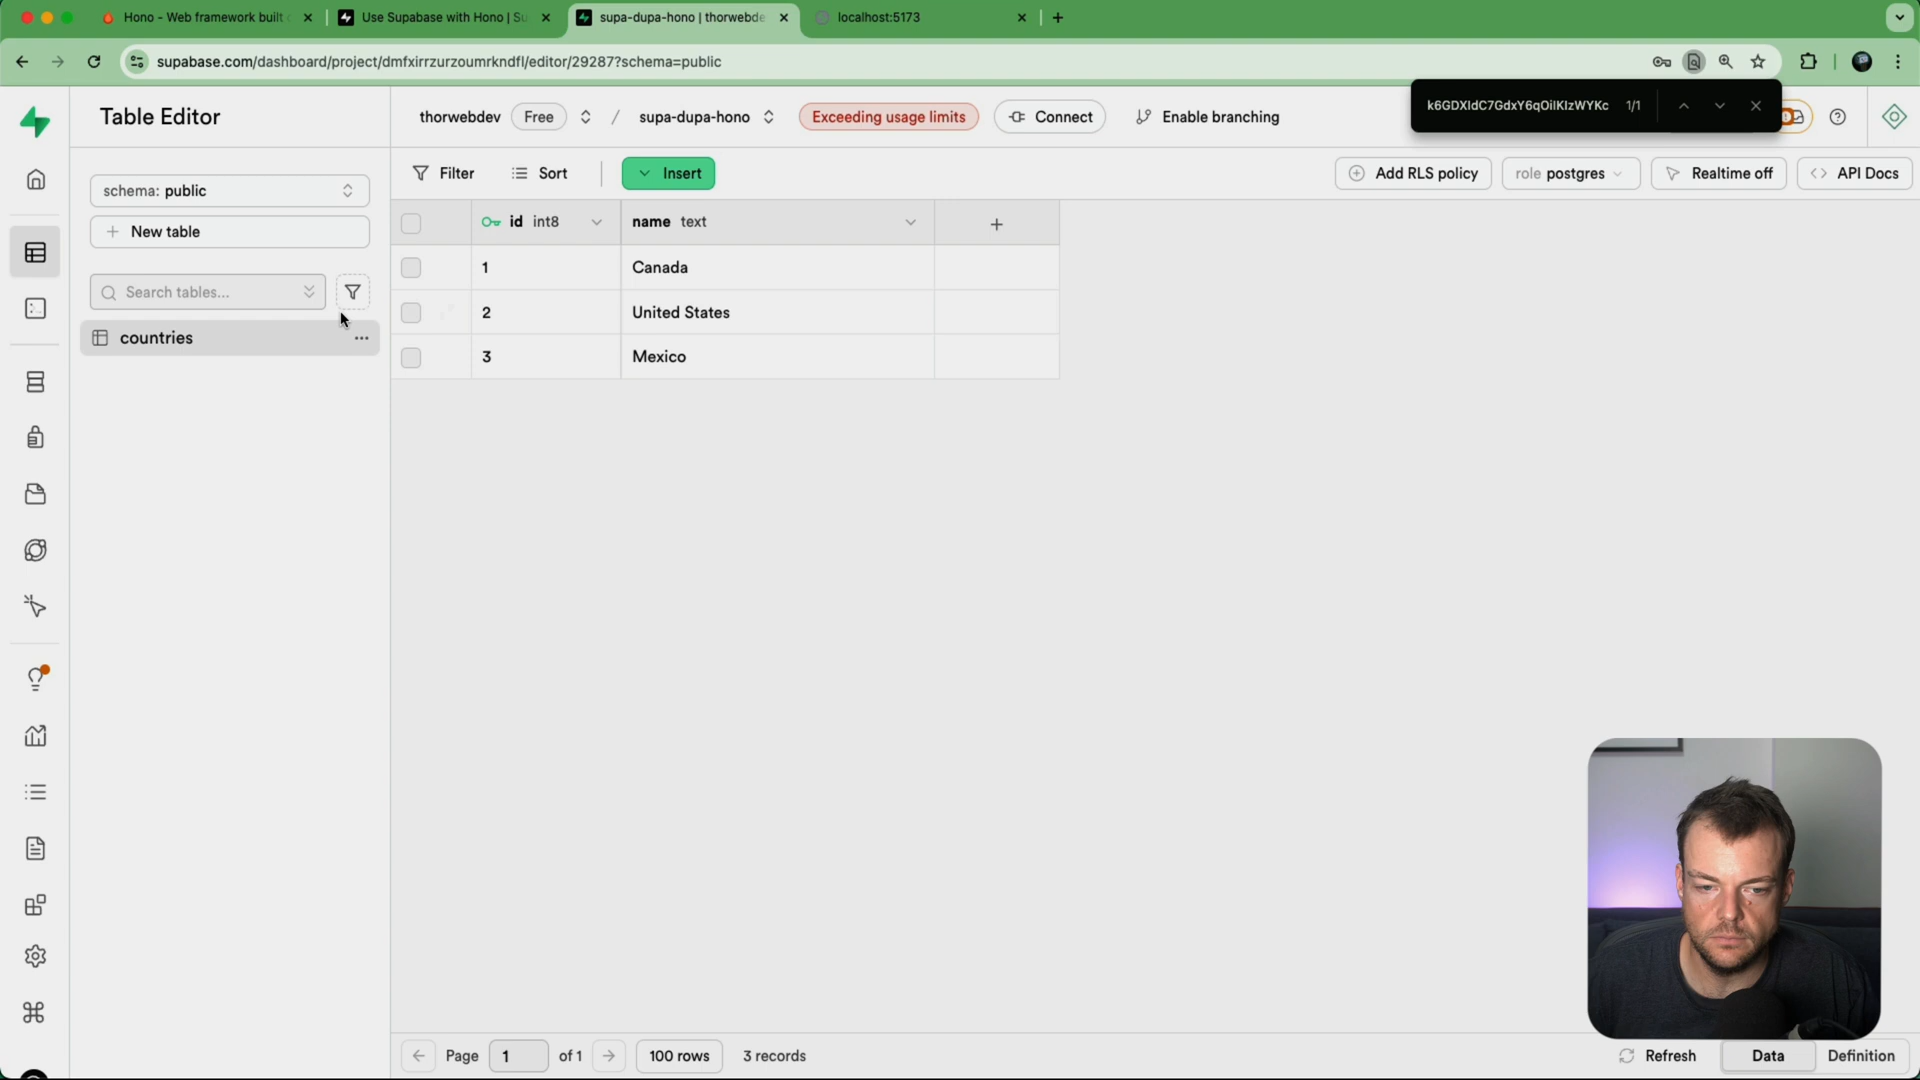 Hono - Web framework built
Use Supabase with Hono | Su
supa-dupa-hono | thorwebde
localhost:5173
supabase.com/dashboard/project/dmfxirrzurzoumrkndfl/editor/29287?schema=public
k6GDXldC7GdxY6qOilKlzWYKc 1/1
Table Editor
thorwebdev Free / supa-dupa-hono Exceeding usage limits Connect Enable branching
schema: public
New table
Search tables...
countries
Filter Sort Insert Add RLS policy role postgres Realtime off API Docs
id int8 name text
1 Canada
2 United States
3 Mexico
Page 1 of 1 100 rows 3 records Refresh Data Definition